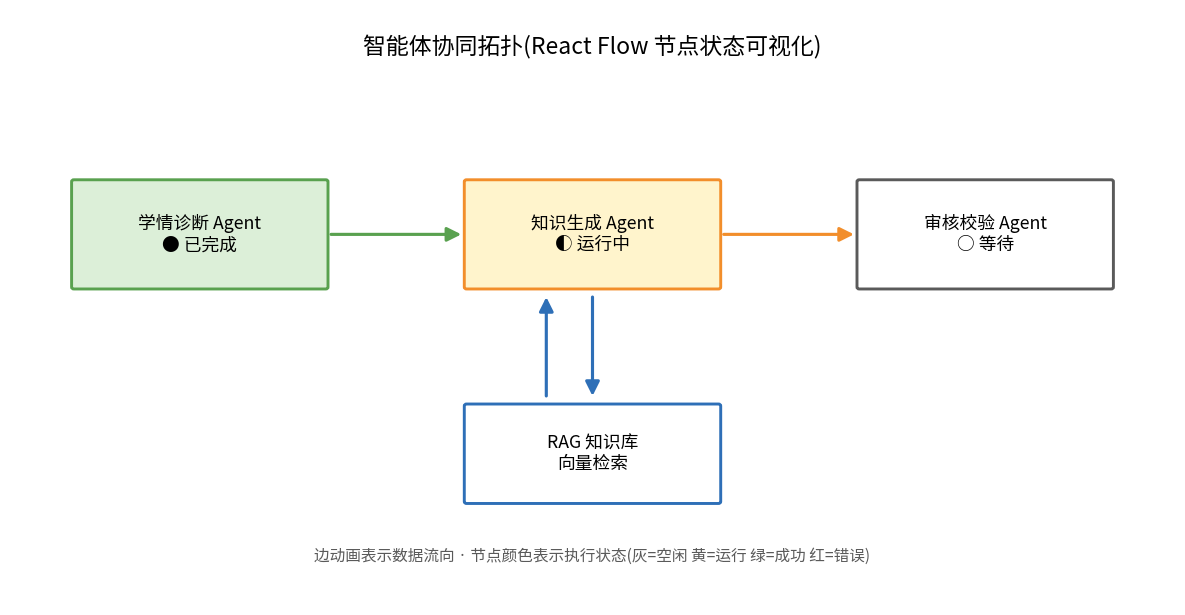 智能体协同拓扑(React Flow 节点状态可视化)
学情诊断 Agent
● 已完成
知识生成 Agent
◐ 运行中
审核校验 Agent
○ 等待
RAG 知识库
向量检索
边动画表示数据流向 · 节点颜色表示执行状态(灰=空闲 黄=运行 绿=成功 红=错误)